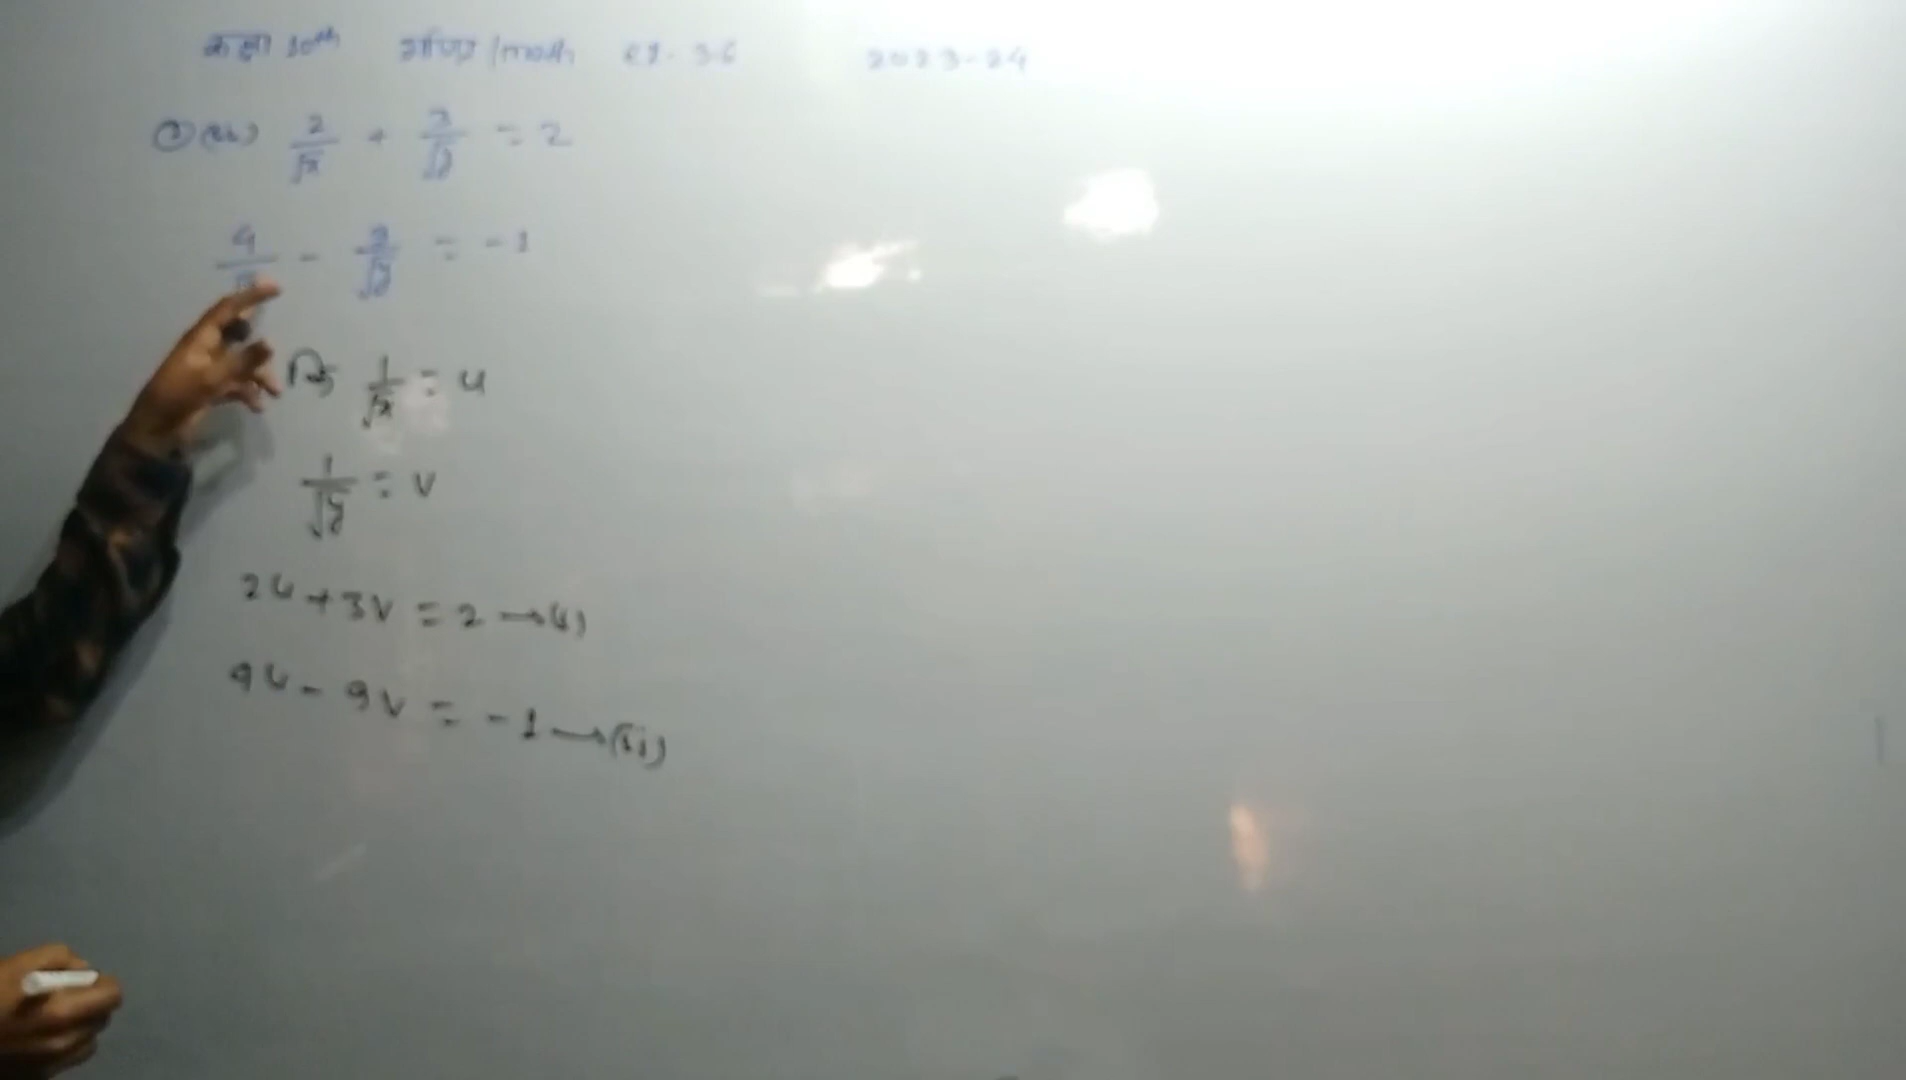 कक्षा 10th गणित/math ex. 3.6 2023-24
2/√x + 3/√y = 2
4/√x - 9/√y = -1
कि 1/√x = u
1/√y = v
2u + 3v = 2 → (i)
4u - 9v = -1 → (ii)